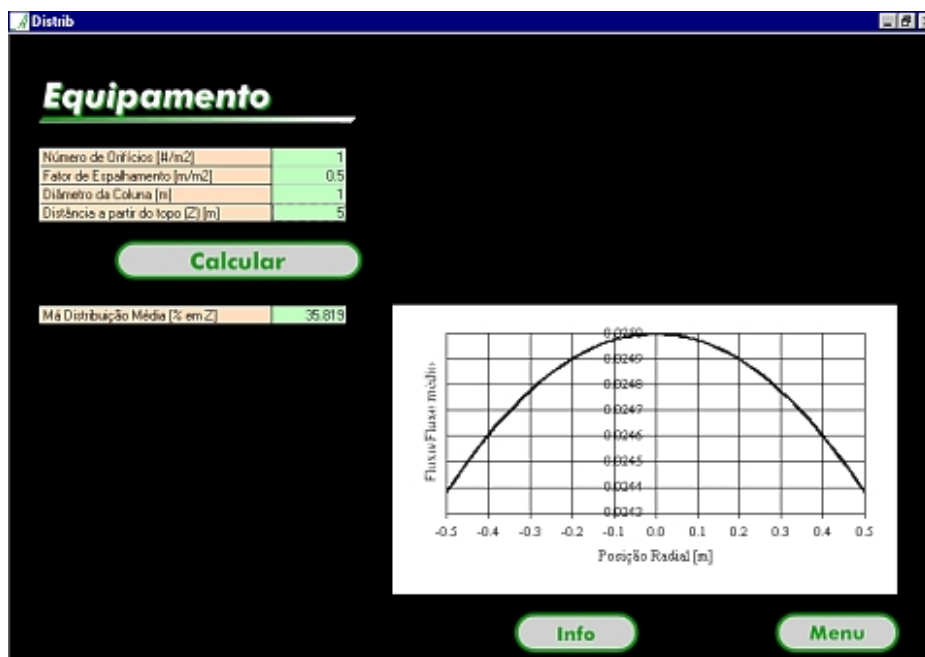 Distrib
Equipamento
Número de Orifícios [#/m2] 1
Fator de Espalhamento [m/m2] 0.5
Diâmetro da Coluna [m] 1
Distância a partir do topo (Z) [m] 5
Calcular
Má Distribuição Média [% em Z] 35.819
Fluxo/Fluxo médio
0.0250
0.0249
0.0248
0.0247
0.0246
0.0245
0.0244
0.0243
-0.5 -0.4 -0.3 -0.2 -0.1 0.0 0.1 0.2 0.3 0.4 0.5
Posição Radial [m]
Info Menu